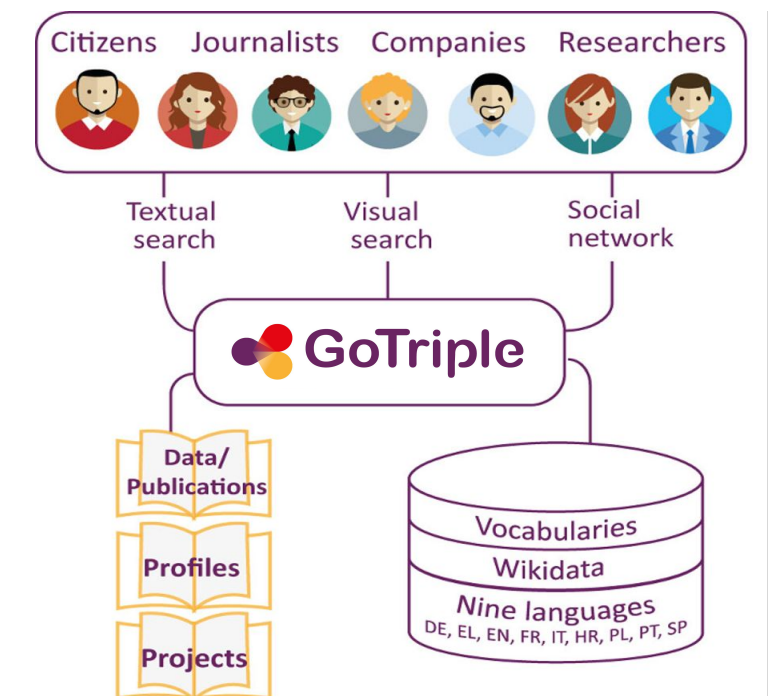 Citizens Journalists Companies Researchers
Textual
search
Visual
search
Social
network
GoTriple
Data/
Publications
Profiles
Projects
Vocabularies
Wikidata
Nine languages
DE, EL, EN, FR, IT, HR, PL, PT, SP